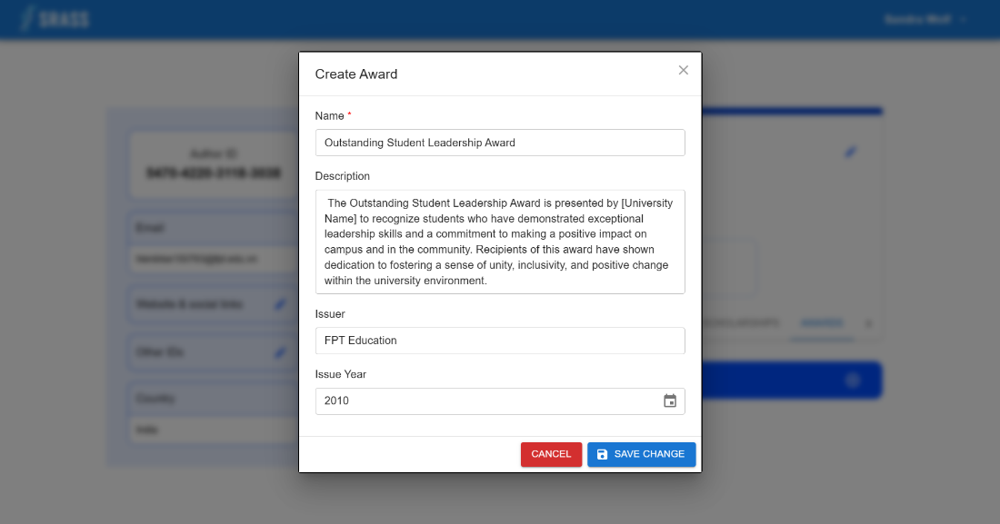 SRASS
Sandra Wolf
Create Award
Name *
Outstanding Student Leadership Award
Description
The Outstanding Student Leadership Award is presented by [University
Name] to recognize students who have demonstrated exceptional
leadership skills and a commitment to making a positive impact on
campus and in the community. Recipients of this award have shown
dedication to fostering a sense of unity, inclusivity, and positive change
within the university environment.
Issuer
FPT Education
Issue Year
2010
CANCEL
SAVE CHANGE
Author ID
Email
Website & social links
Other IDs
Country
India
AWARDS